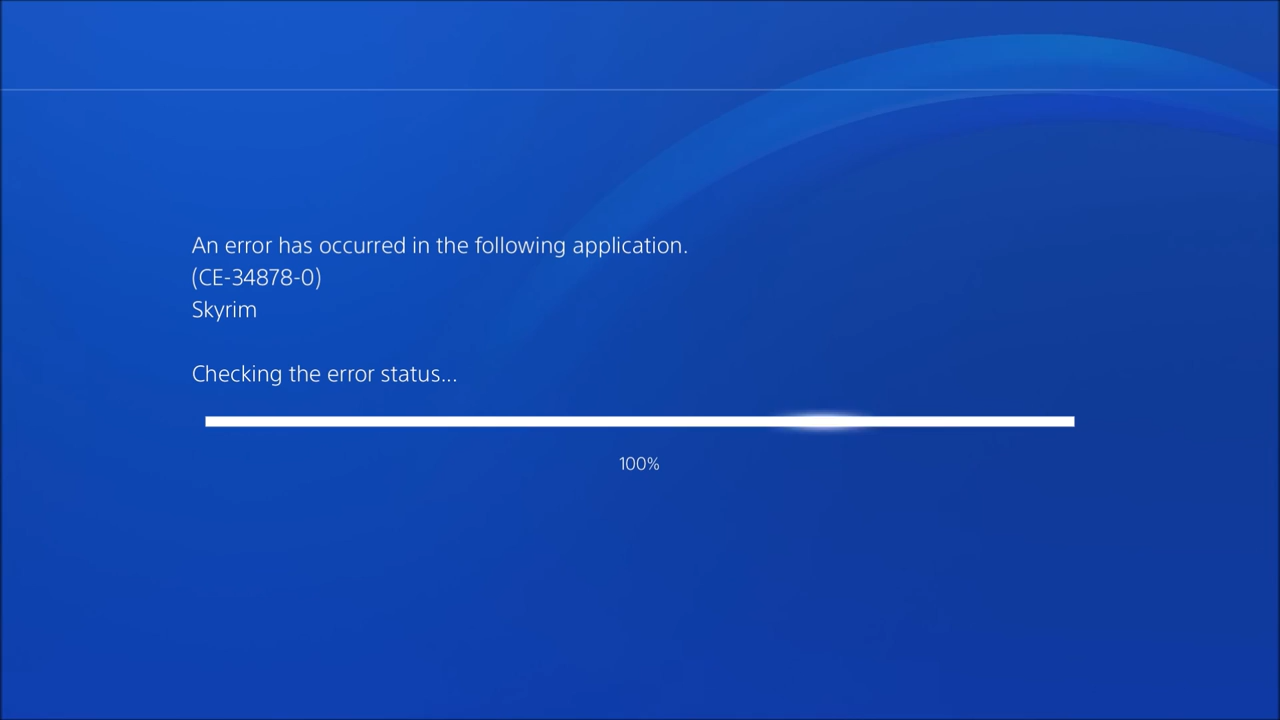 An error has occurred in the following application.
(CE-34878-0)
Skyrim
Checking the error status...
100%